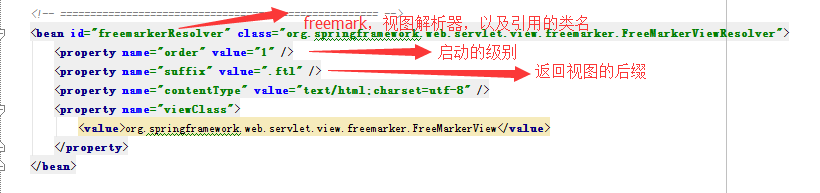 <!-- ============================================================ -->
freemark，视图解析器，以及引用的类名
<bean id="freemarkerResolver" class="org.springframework.web.servlet.view.freemarker.FreeMarkerViewResolver">
<property name="order" value="1" /> 启动的级别
<property name="suffix" value=".ftl" /> 返回视图的后缀
<property name="contentType" value="text/html;charset=utf-8" />
<property name="viewClass">
<value>org.springframework.web.servlet.view.freemarker.FreeMarkerView</value>
</property>
</bean>